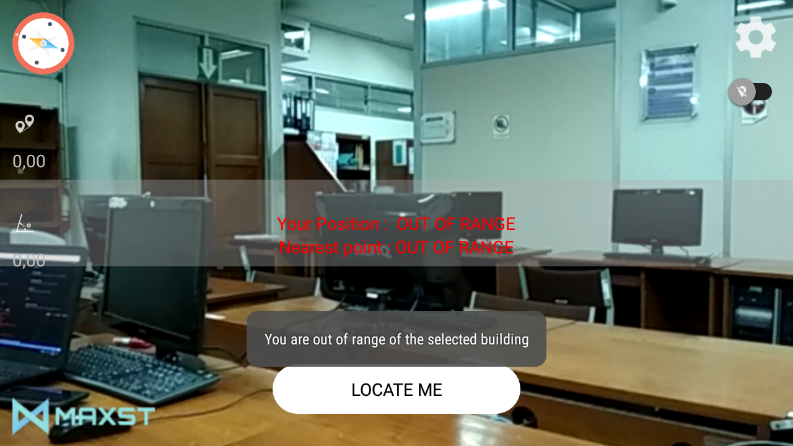 0,00
Your Position : OUT OF RANGE
Nearest point : OUT OF RANGE
0,00
You are out of range of the selected building
LOCATE ME
MAXST